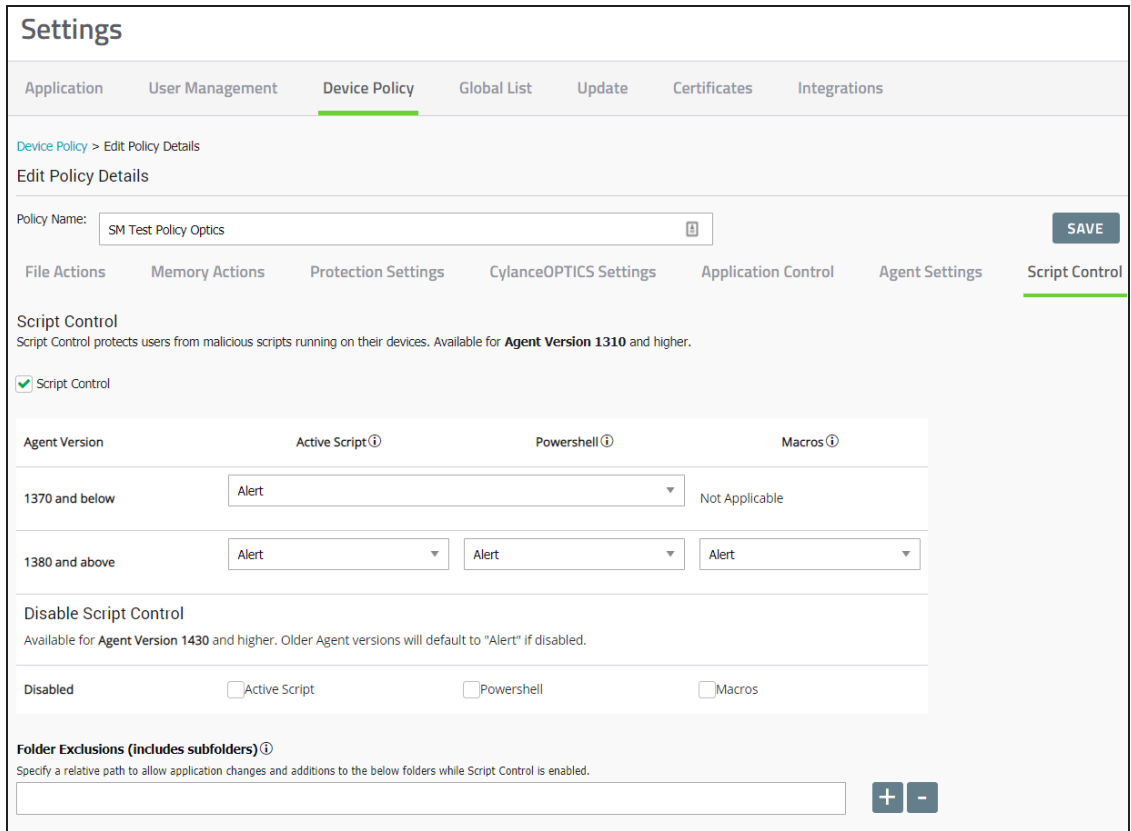 Settings
Application User Management Device Policy Global List Update Certificates Integrations
Device Policy > Edit Policy Details
Edit Policy Details
Policy Name: SM Test Policy Optics SAVE
File Actions Memory Actions Protection Settings CylanceOPTICS Settings Application Control Agent Settings Script Control
Script Control
Script Control protects users from malicious scripts running on their devices. Available for Agent Version 1310 and higher.
Script Control
Agent Version Active Script Powershell Macros
1370 and below Alert Not Applicable
1380 and above Alert Alert Alert
Disable Script Control
Available for Agent Version 1430 and higher. Older Agent versions will default to "Alert" if disabled.
Disabled Active Script Powershell Macros
Folder Exclusions (includes subfolders)
Specify a relative path to allow application changes and additions to the below folders while Script Control is enabled.
+ -